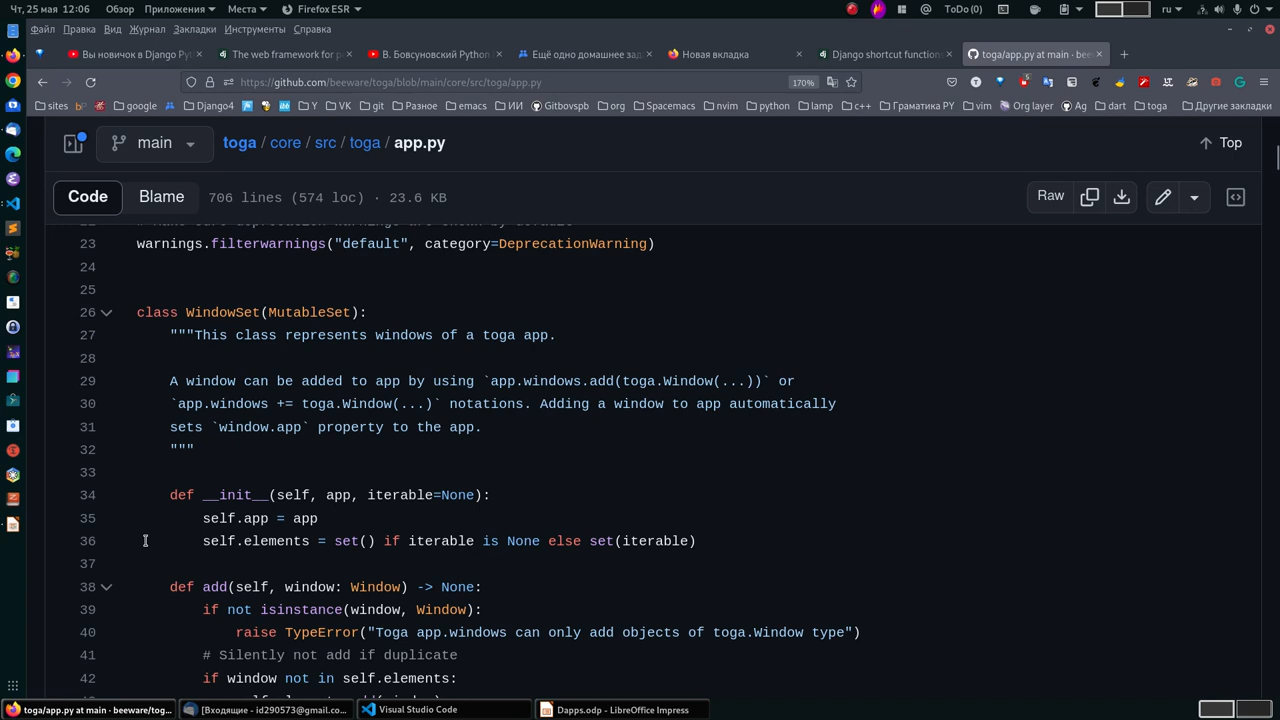 Чт, 25 мая 12:06 Обзор Приложения Места Firefox ESR ToDo (0) ru
Файл Правка Вид Журнал Закладки Инструменты Справка
Вы новичок в Django Py Django The web framework for p В. Бовсуновский Python Ещё одно домашнее зад Новая вкладка Django shortcut function toga/app.py at main · bee
https://github.com/beeware/toga/blob/main/core/src/toga/app.py 170%
sites google Django4 Y VK git Разное emacs ИИ Gitbovspb org Spacemacs nvim python lamp c++ Граматика РУ vim Org layer Ag dart toga Другие закладки
main toga / core / src / toga / app.py Top
Code Blame 706 lines (574 loc) · 23.6 KB Raw
23 warnings.filterwarnings("default", category=DeprecationWarning)
24
25
26 class WindowSet(MutableSet):
27 """This class represents windows of a toga app.
28
29 A window can be added to app by using `app.windows.add(toga.Window(...))` or
30 `app.windows += toga.Window(...)` notations. Adding a window to app automatically
31 sets `window.app` property to the app.
32 """
33
34 def __init__(self, app, iterable=None):
35 self.app = app
36 self.elements = set() if iterable is None else set(iterable)
37
38 def add(self, window: Window) -> None:
39 if not isinstance(window, Window):
40 raise TypeError("Toga app.windows can only add objects of toga.Window type")
41 # Silently not add if duplicate
42 if window not in self.elements:
toga/app.py at main · beeware/tog... [Входящие - id290573@gmail.co... Visual Studio Code Dapps.odp - LibreOffice Impress